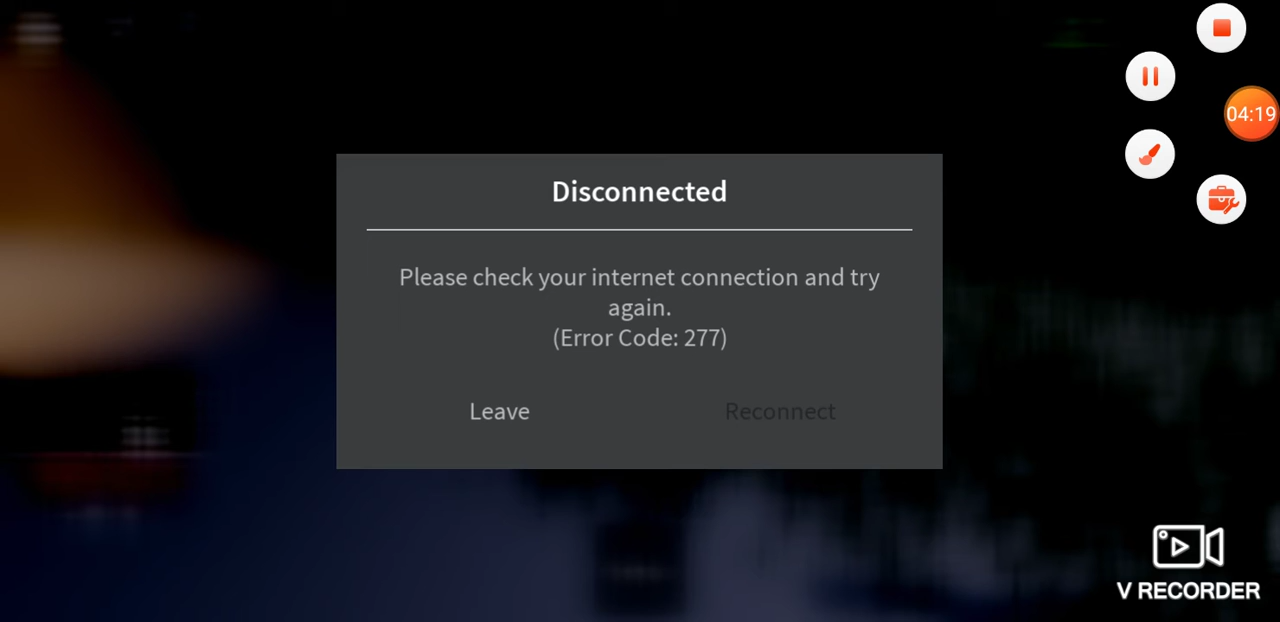 04:19
Disconnected
Please check your internet connection and try
again.
(Error Code: 277)
Leave
Reconnect
V RECORDER